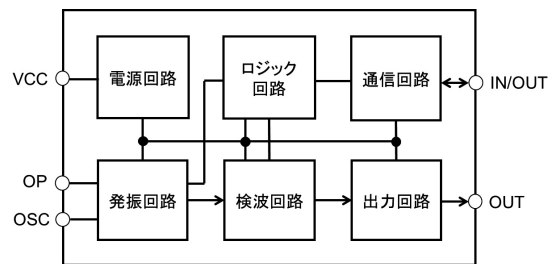 電源回路
ロジック
回路
通信回路
VCC
IN/OUT
OP
OSC
発振回路
検波回路
出力回路
OUT